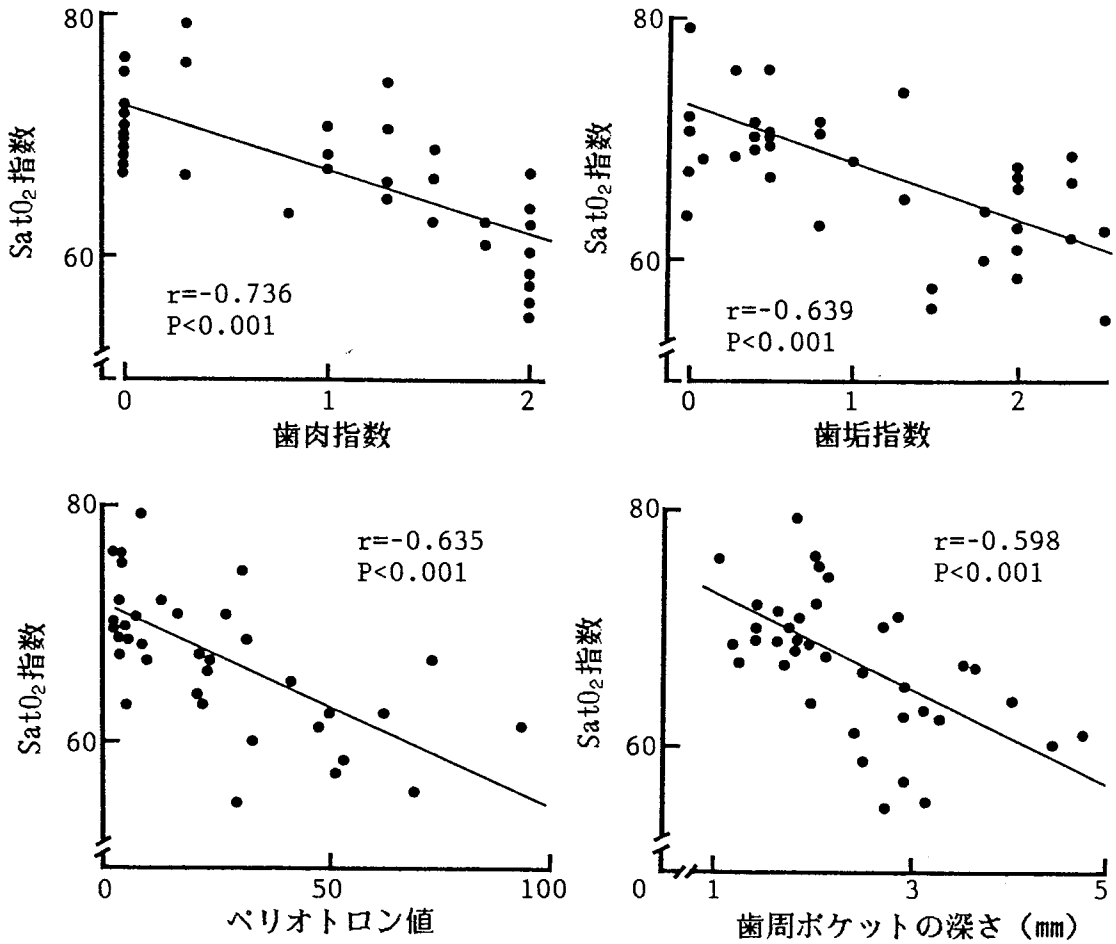 80
60
SatO₂指数
r=-0.736
P<0.001
0 1 2
歯肉指数
80
60
SatO₂指数
r=-0.639
P<0.001
0 1 2
歯垢指数
80
60
SatO₂指数
r=-0.635
P<0.001
0 50 100
ペリオトロン値
80
60
SatO₂指数
r=-0.598
P<0.001
0 1 3 5
歯周ポケットの深さ(mm)